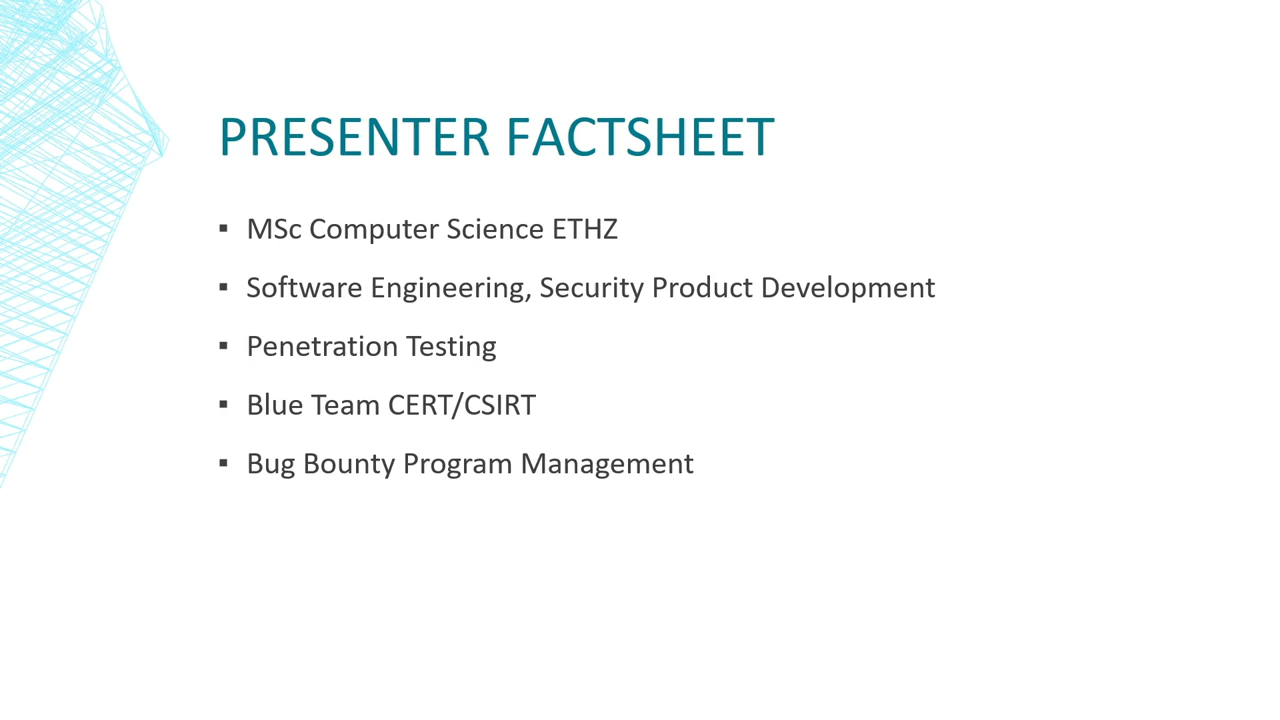 PRESENTER FACTSHEET
▪ MSc Computer Science ETHZ
▪ Software Engineering, Security Product Development
▪ Penetration Testing
▪ Blue Team CERT/CSIRT
▪ Bug Bounty Program Management